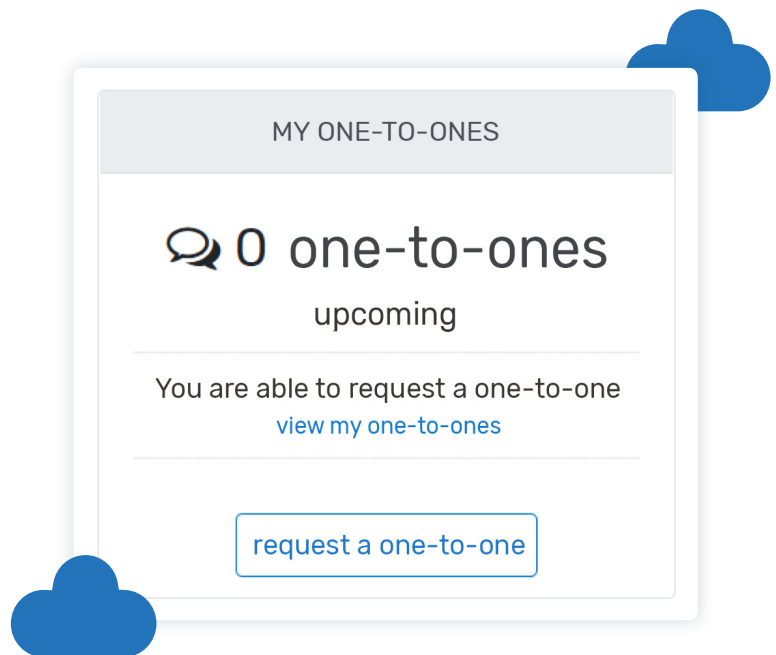 MY ONE-TO-ONES
0 one-to-ones
upcoming
You are able to request a one-to-one
view my one-to-ones
request a one-to-one